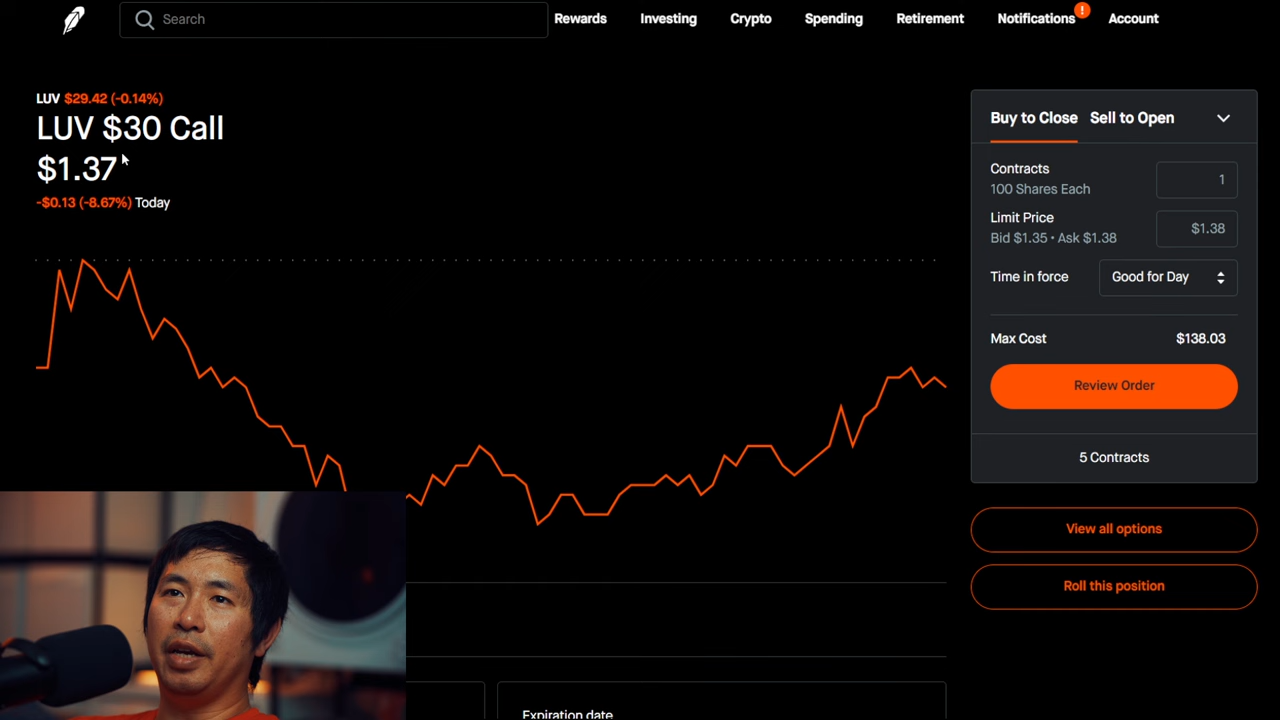 Search
Rewards
Investing
Crypto
Spending
Retirement
Notifications
!
Account
LUV $29.42 (-0.14%)
LUV $30 Call
$1.37
-$0.13 (-8.67%) Today
Buy to Close
Sell to Open
Contracts
100 Shares Each
1
Limit Price
Bid $1.35 • Ask $1.38
$1.38
Time in force
Good for Day
Max Cost
$138.03
Review Order
5 Contracts
View all options
Roll this position
Expiration date